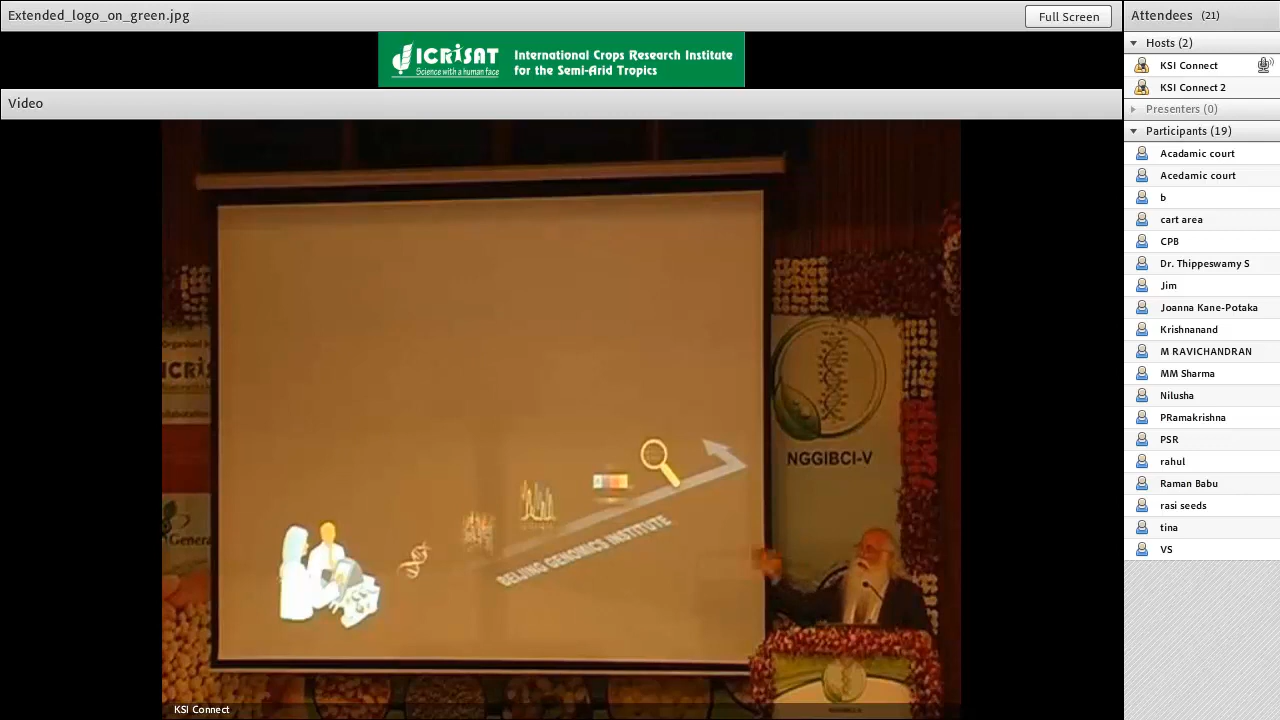 Extended_logo_on_green.jpg
Full Screen
ICRISAT
Science with a human face
International Crops Research Institute
for the Semi-Arid Tropics
Video
BEIJING GENOMICS INSTITUTE
NGGIBCI-V
KSI Connect
Attendees (21)
Hosts (2)
KSI Connect
KSI Connect 2
Presenters (0)
Participants (19)
Acadamic court
Acedamic court
b
cart area
CPB
Dr. Thippeswamy S
Jim
Joanna Kane-Potaka
Krishnanand
M RAVICHANDRAN
MM Sharma
Nilusha
PRamakrishna
PSR
rahul
Raman Babu
rasi seeds
tina
VS